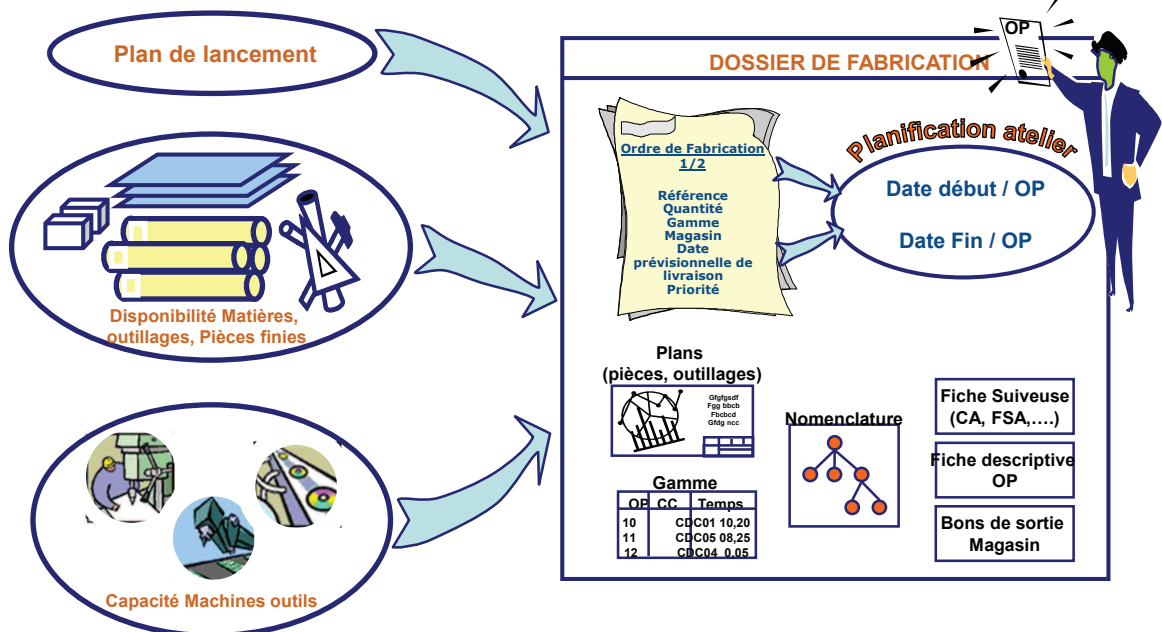 Plan de lancement
Disponibilité Matières,
outillages, Pièces finies
Capacité Machines outils
OP
DOSSIER DE FABRICATION
Ordre de Fabrication
1/2
Référence
Quantité
Gamme
Magasin
Date
prévisionnelle de
livraison
Priorité
Planification atelier
Date début / OP
Date Fin / OP
Plans
(pièces, outillages)
Gfgfgsdf
Fgg bbcb
Fbcbcd
Gfdg ncc
Gamme
OP CC Temps
10 CDC01 10,20
11 CDC05 08,25
12 CDC04 0,05
Nomenclature
Fiche Suiveuse
(CA, FSA,....)
Fiche descriptive
OP
Bons de sortie
Magasin